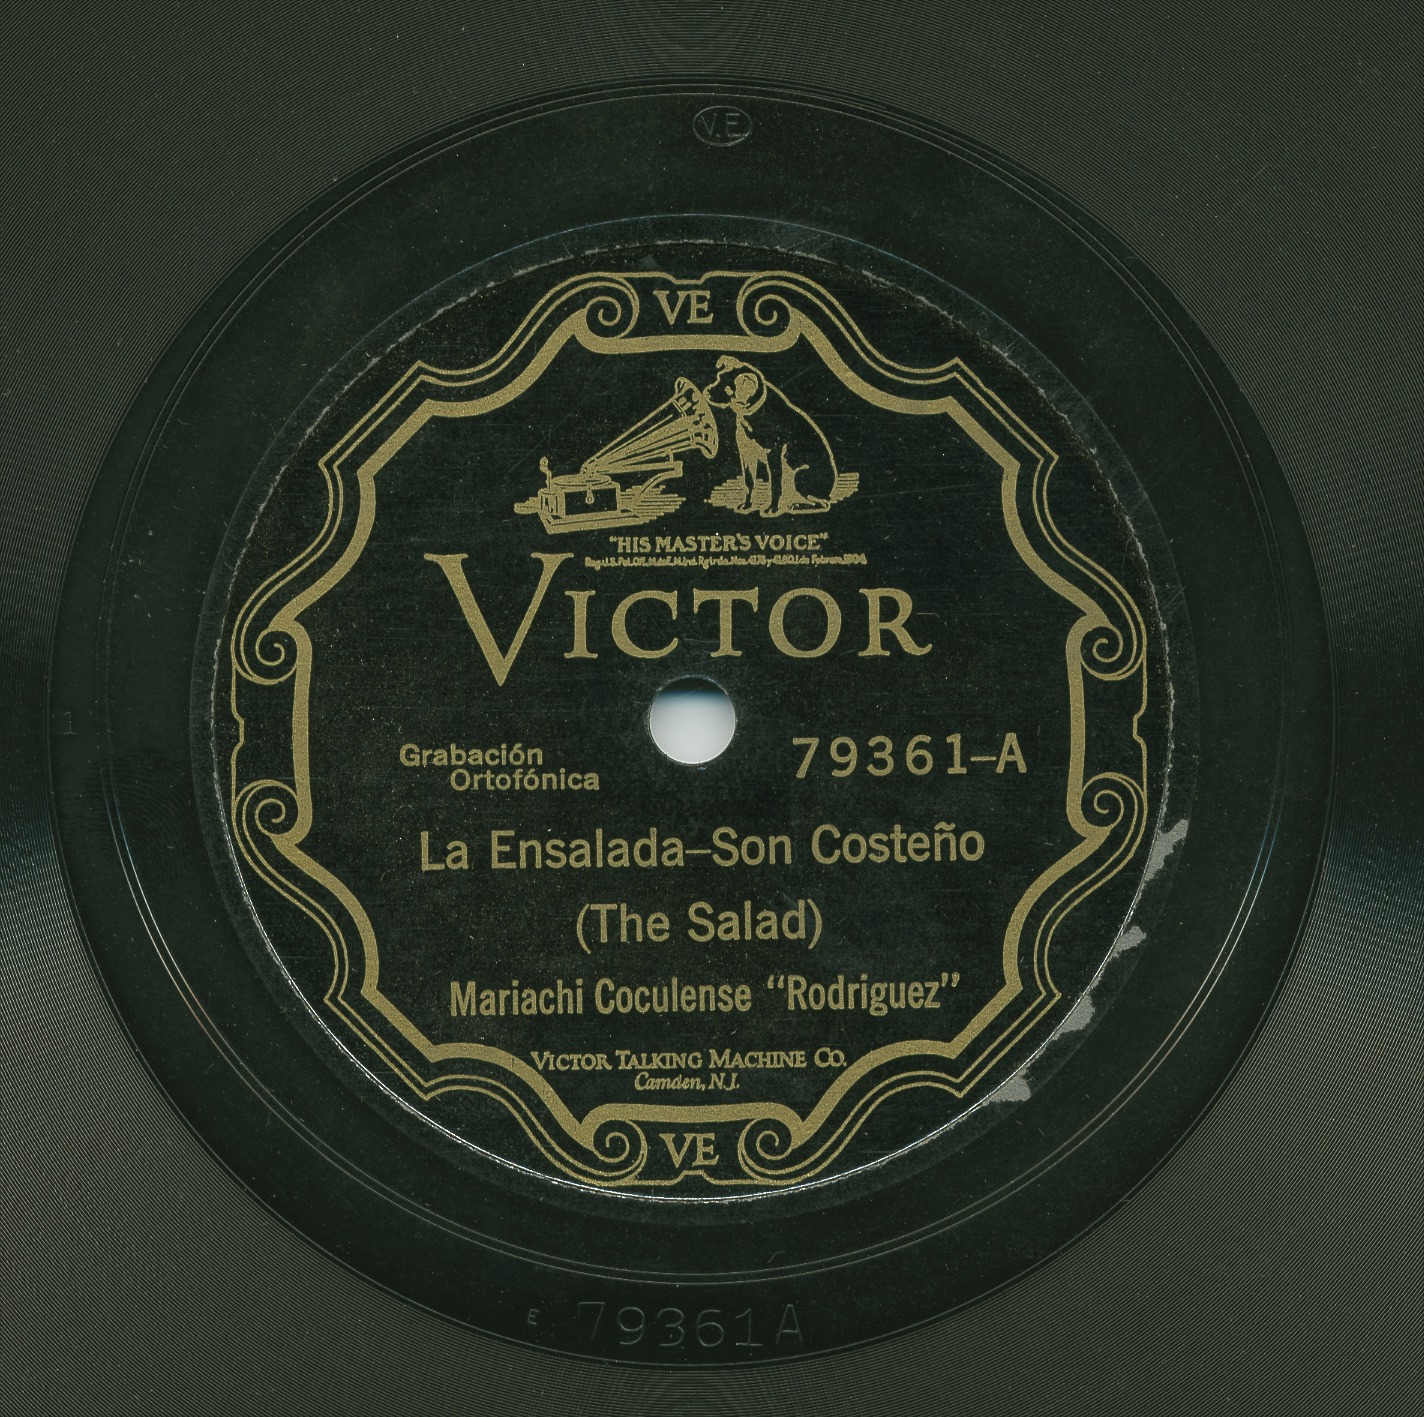 V.E.
VE
"HIS MASTER'S VOICE"
VICTOR
Grabación
Ortofónica
79361-A
La Ensalada-Son Costeño
(The Salad)
Mariachi Coculense "Rodriguez"
VICTOR TALKING MACHINE CO.
Camden, N.J.
VE
E 79361A
1